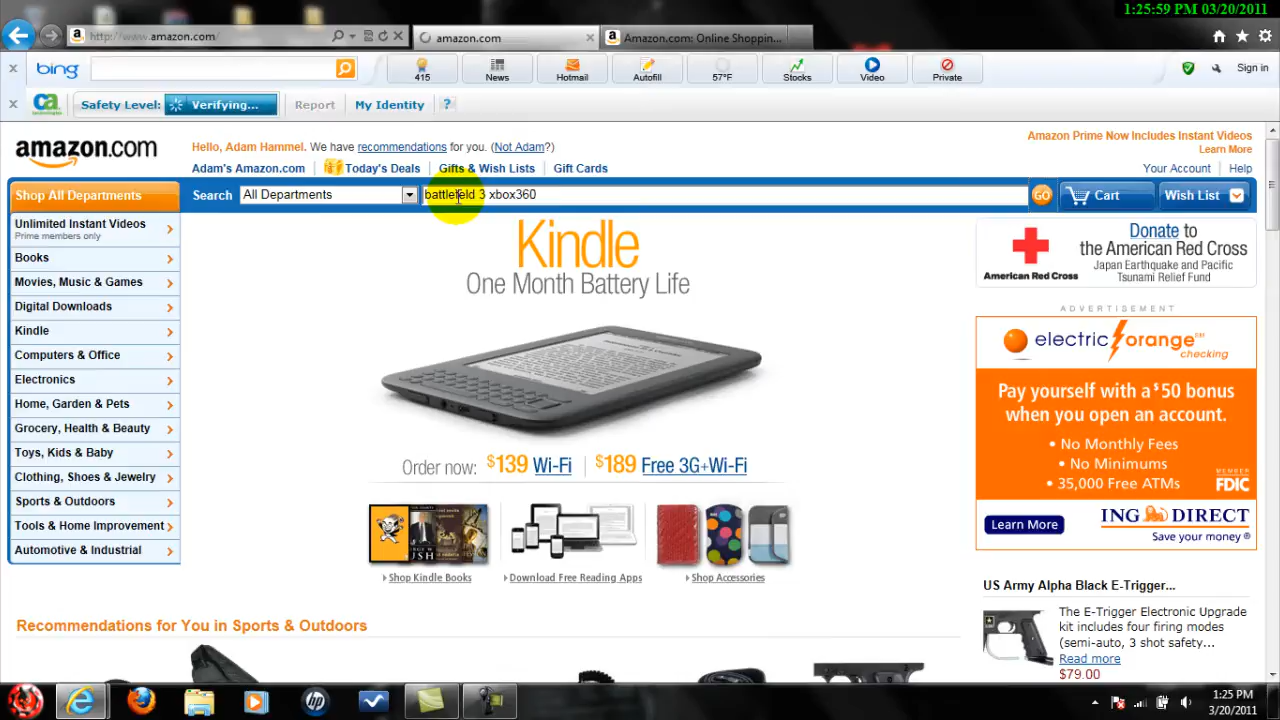 1:25:59 PM 03/20/2011
http://www.amazon.com/
amazon.com
Amazon.com: Online Shoppin...
bing
415
News
Hotmail
Autofill
57°F
Stocks
Video
Private
Sign in
ca
Safety Level:
Verifying...
Report
My Identity
?
amazon.com
Hello, Adam Hammel. We have recommendations for you. (Not Adam?)
Amazon Prime Now Includes Instant Videos
Learn More
Adam's Amazon.com
Today's Deals
Gifts & Wish Lists
Gift Cards
Your Account
Help
Shop All Departments
Search
All Departments
battlefeld 3 xbox360
GO
Cart
Wish List
Unlimited Instant Videos
Prime members only
Books
Movies, Music & Games
Digital Downloads
Kindle
Computers & Office
Electronics
Home, Garden & Pets
Grocery, Health & Beauty
Toys, Kids & Baby
Clothing, Shoes & Jewelry
Sports & Outdoors
Tools & Home Improvement
Automotive & Industrial
Kindle
One Month Battery Life
Order now: $139 Wi-Fi | $189 Free 3G+Wi-Fi
Shop Kindle Books
Download Free Reading Apps
Shop Accessories
Donate to
the American Red Cross
American Red Cross
Japan Earthquake and Pacific
Tsunami Relief Fund
ADVERTISEMENT
electric orange
checking
Pay yourself with a $50 bonus
when you open an account.
• No Monthly Fees
• No Minimums
• 35,000 Free ATMs
MEMBER
FDIC
Learn More
ING DIRECT
Save your money®
US Army Alpha Black E-Trigger...
The E-Trigger Electronic Upgrade
kit includes four firing modes
(semi-auto, 3 shot safety...
Read more
$79.00
Recommendations for You in Sports & Outdoors
hp
1:25 PM
3/20/2011